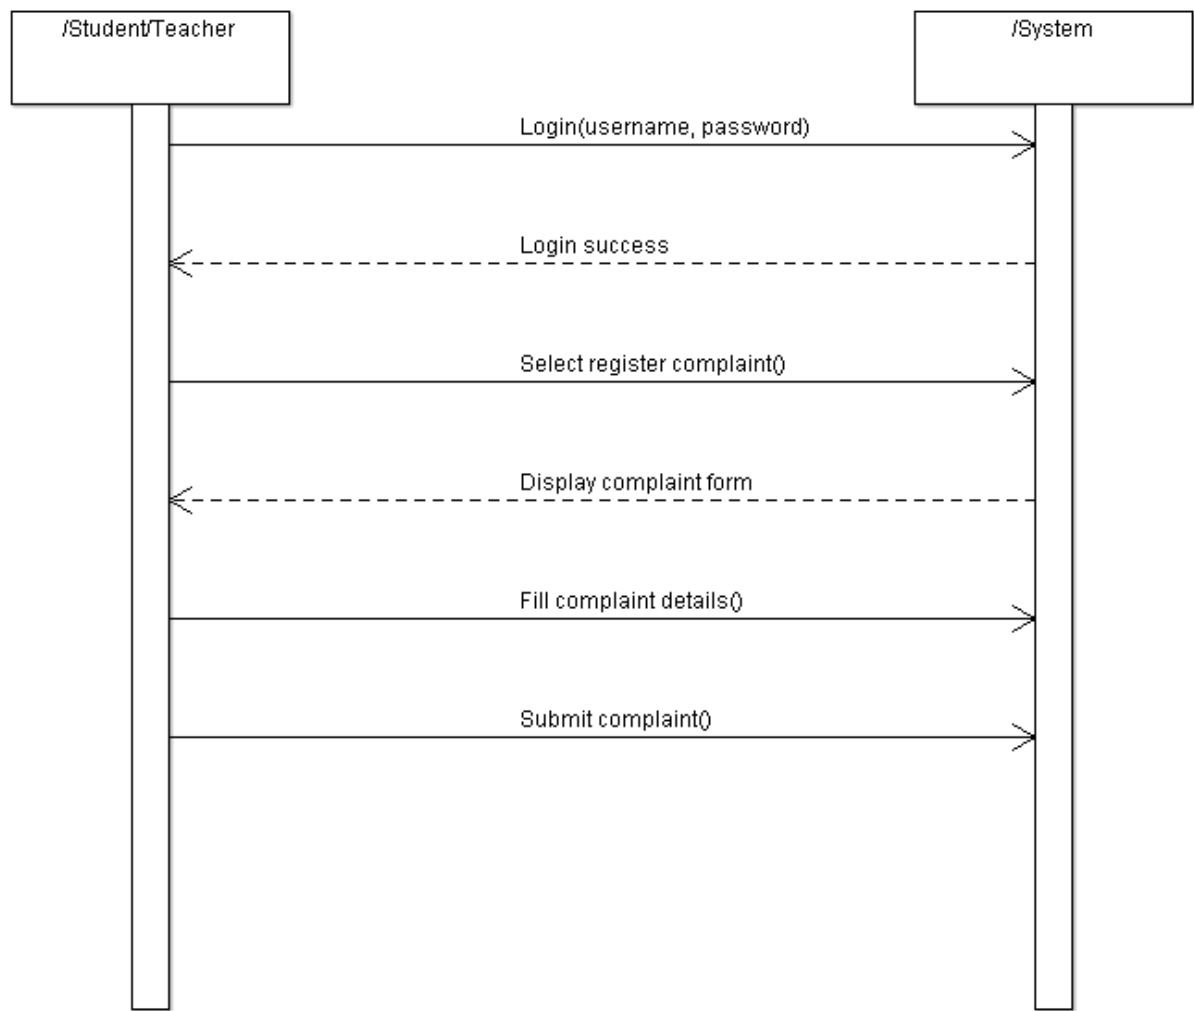 /Student/Teacher
/System
Login(username, password)
Login success
Select register complaint()
Display complaint form
Fill complaint details()
Submit complaint()